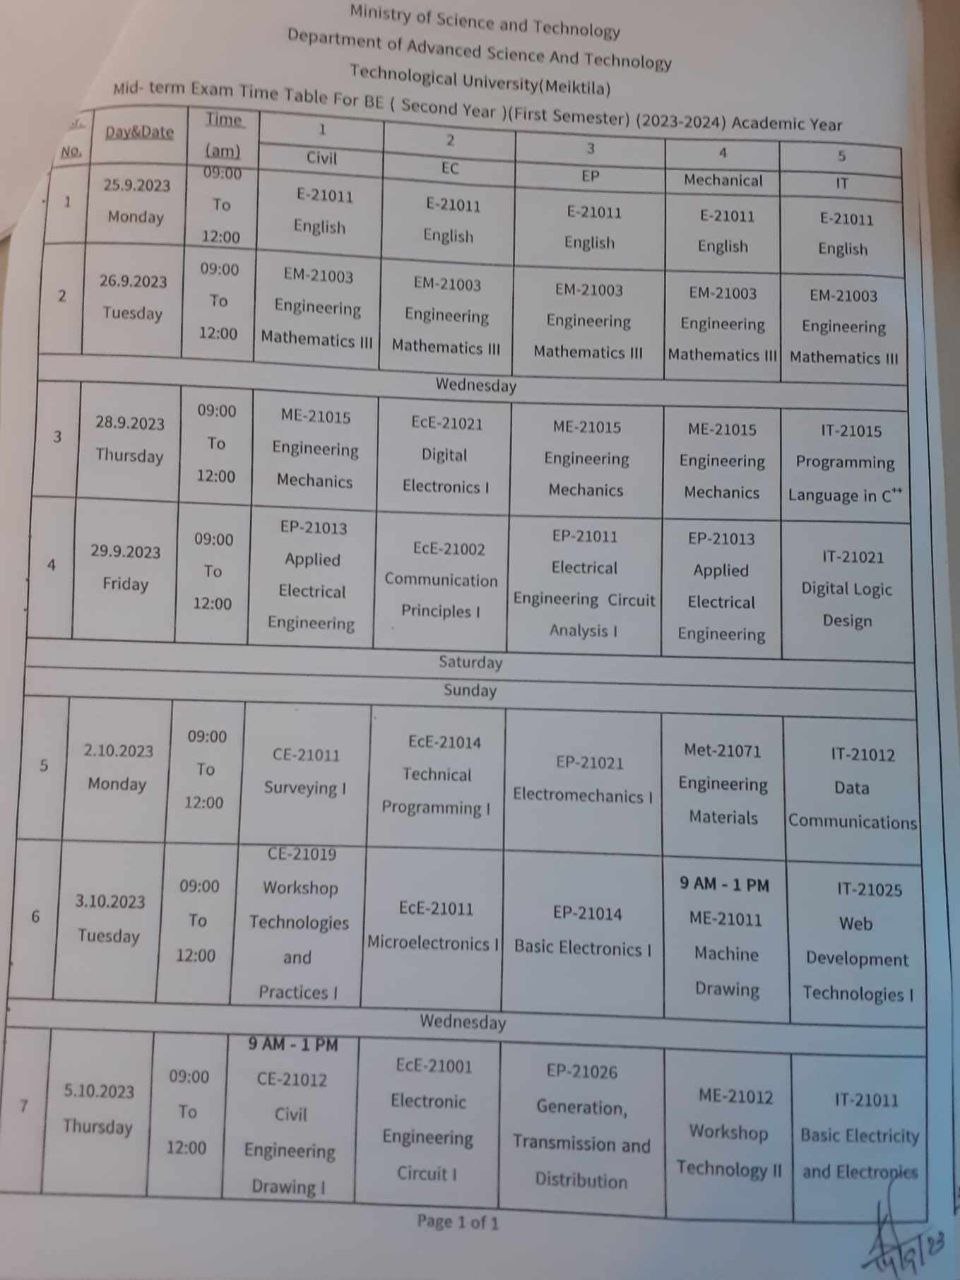 Ministry of Science and Technology
Department of Advanced Science And Technology
Technological University(Meiktila)
Mid- term Exam Time Table For BE ( Second Year )(First Semester) (2023-2024) Academic Year
No. Day&Date Time (am) 1 2 3 4 5
Civil EC EP Mechanical IT
1 25.9.2023 09:00 E-21011 E-21011 E-21011 E-21011 E-21011
Monday To English English English English English
12:00
2 26.9.2023 09:00 EM-21003 EM-21003 EM-21003 EM-21003 EM-21003
Tuesday To Engineering Engineering Engineering Engineering Engineering
12:00 Mathematics III Mathematics III Mathematics III Mathematics III Mathematics III
Wednesday
3 28.9.2023 09:00 ME-21015 EcE-21021 ME-21015 ME-21015 IT-21015
Thursday To Engineering Digital Engineering Engineering Programming
12:00 Mechanics Electronics I Mechanics Mechanics Language in C++
4 29.9.2023 09:00 EP-21013 EcE-21002 EP-21011 EP-21013 IT-21021
Friday To Applied Communication Electrical Applied Digital Logic
12:00 Electrical Principles I Engineering Circuit Electrical Design
Engineering Analysis I Engineering
Saturday
Sunday
5 2.10.2023 09:00 CE-21011 EcE-21014 EP-21021 Met-21071 IT-21012
Monday To Surveying I Technical Electromechanics I Engineering Data
12:00 Programming I Materials Communications
6 3.10.2023 09:00 CE-21019 EcE-21011 EP-21014 9 AM - 1 PM IT-21025
Tuesday To Workshop Microelectronics I Basic Electronics I ME-21011 Web
12:00 Technologies Machine Development
and Drawing Technologies I
Practices I
Wednesday
7 5.10.2023 09:00 9 AM - 1 PM EcE-21001 EP-21026 ME-21012 IT-21011
Thursday To CE-21012 Electronic Generation, Workshop Basic Electricity
12:00 Civil Engineering Transmission and Technology II and Electronics
Engineering Circuit I Distribution
Drawing I
Page 1 of 1